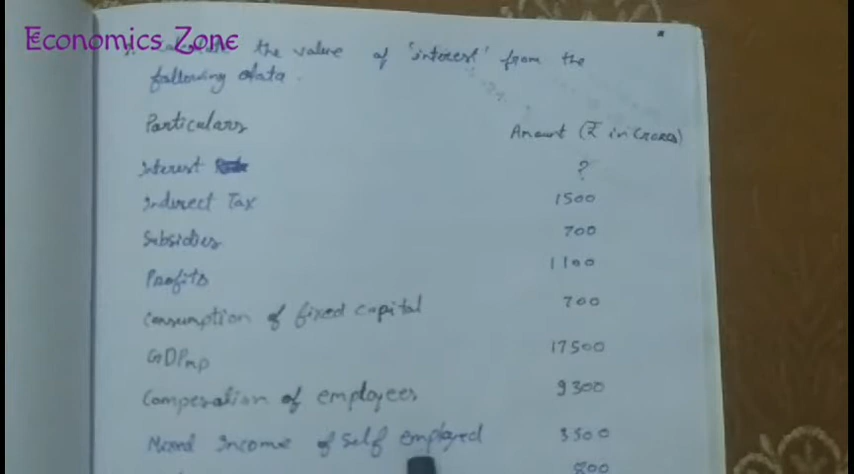 Economics Zone
the value of 'interest' from the
following data.
Particulars Amount (₹ in Crores)
Interest ?
Indirect Tax 1500
Subsidies 700
Profits 1100
Consumption of fixed capital 700
GDPmp 17500
Compensation of employees 9300
Mixed Income of Self employed 3500
800